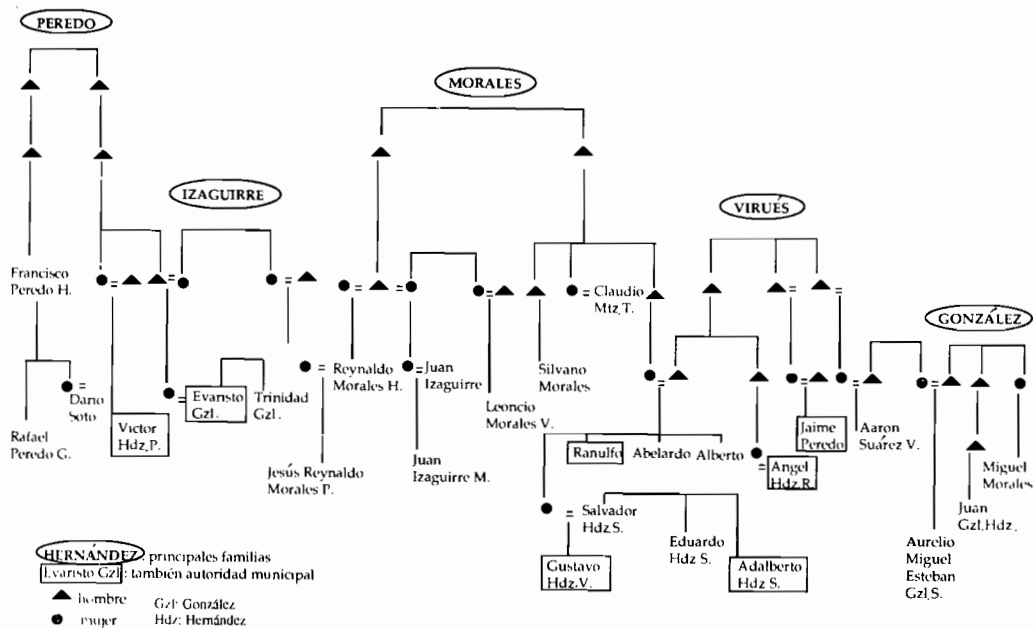 PEREDO
MORALES
IZAGUIRRE
VIRUÉS
GONZÁLEZ
Francisco
Peredo H.
Claudio
Mtz, T.
Dario
Soto
Evaristo
Gzl.
Trinidad
Gzl.
Reynaldo
Morales H.
Juan
Izaguirre
Silvano
Morales
Leoncio
Morales V.
Rafael
Peredo G.
Victor
Hdz, P.
Jesús Reynaldo
Morales P.
Juan
Izaguirre M.
Ranulfo
Abelardo
Alberto
Jaime
Peredo
Angel
Hdz, R.
Aaron
Suárez V.
Miguel
Morales
Juan
Gzl, Hdz,
Salvador
Hdz, S.
Eduardo
Hdz S.
Gustavo
Hdz, V.
Adalberto
Hdz S.
Aurelio
Miguel
Esteban
Gzl, S.
HERNÁNDEZ : principales familias
Evaristo Gzl : también autoridad municipal
hombre
mujer
Gzl: González
Hdz: Hernández